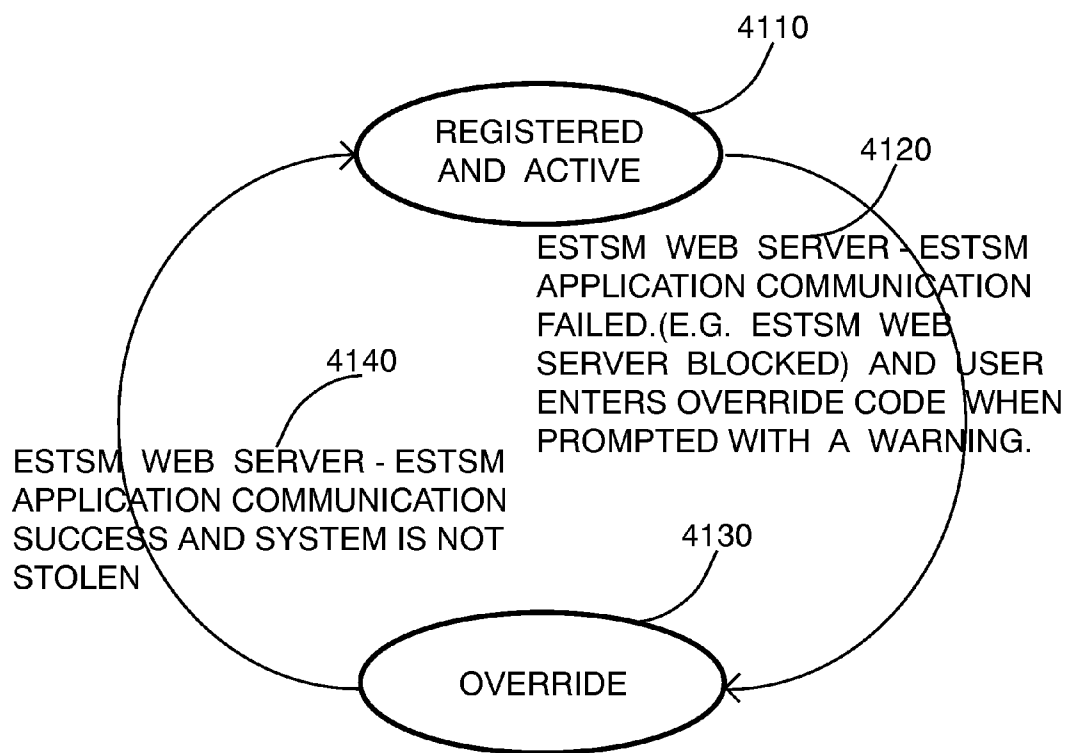 4110
REGISTERED
AND ACTIVE
4120
ESTSM WEB SERVER - ESTSM
APPLICATION COMMUNICATION
FAILED.(E.G. ESTSM WEB
SERVER BLOCKED) AND USER
ENTERS OVERRIDE CODE WHEN
PROMPTED WITH A WARNING.
4140
ESTSM WEB SERVER - ESTSM
APPLICATION COMMUNICATION
SUCCESS AND SYSTEM IS NOT
STOLEN
4130
OVERRIDE